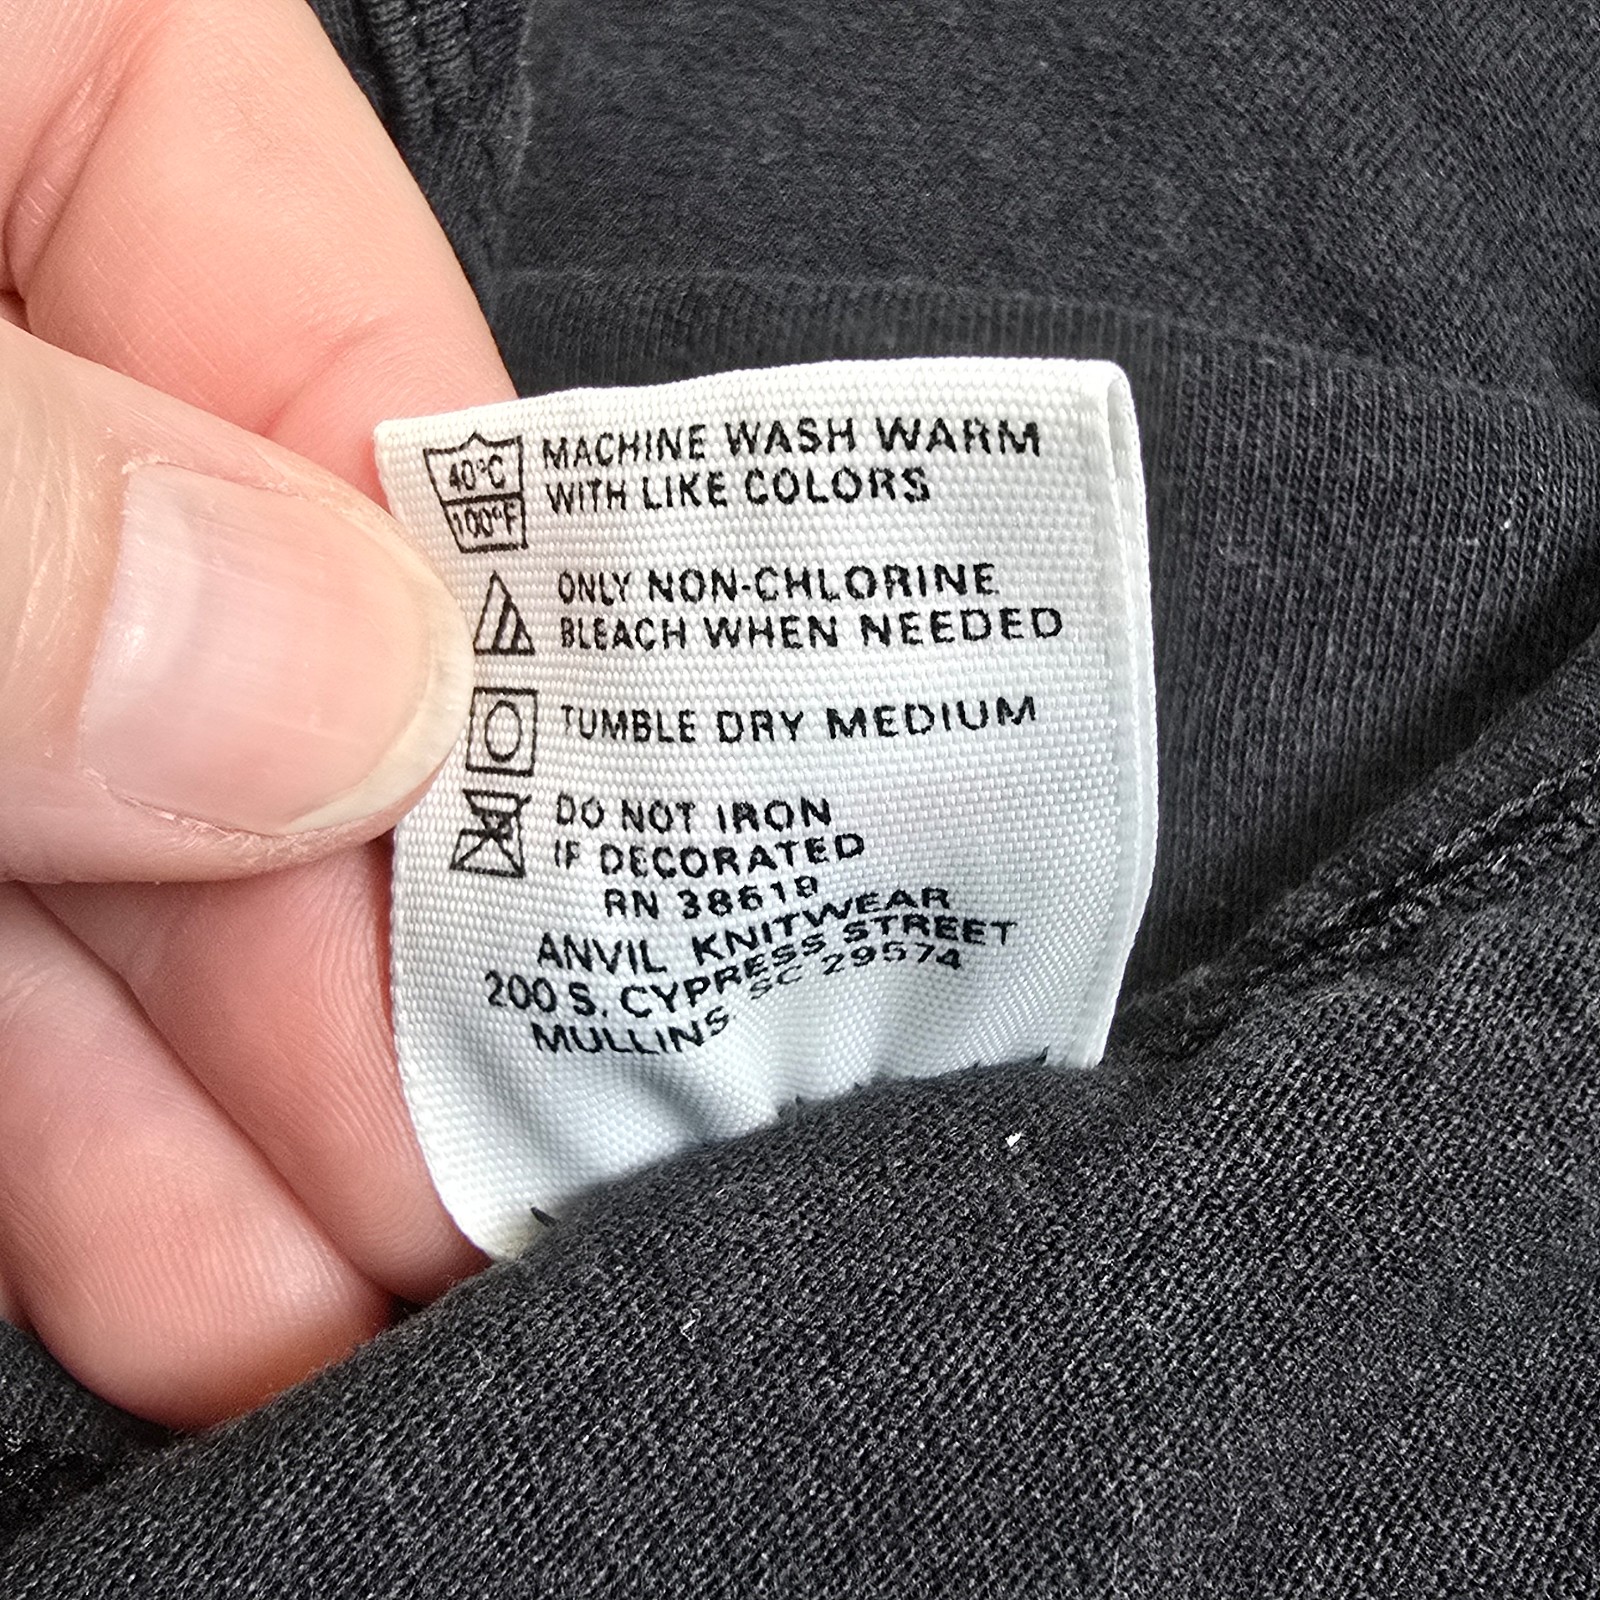 40°C
100°F
MACHINE WASH WARM
WITH LIKE COLORS
ONLY NON-CHLORINE
BLEACH WHEN NEEDED
TUMBLE DRY MEDIUM
DO NOT IRON
IF DECORATED
RN 38619
ANVIL KNITWEAR
200 S. CYPRESS STREET
MULLINS SC 29574